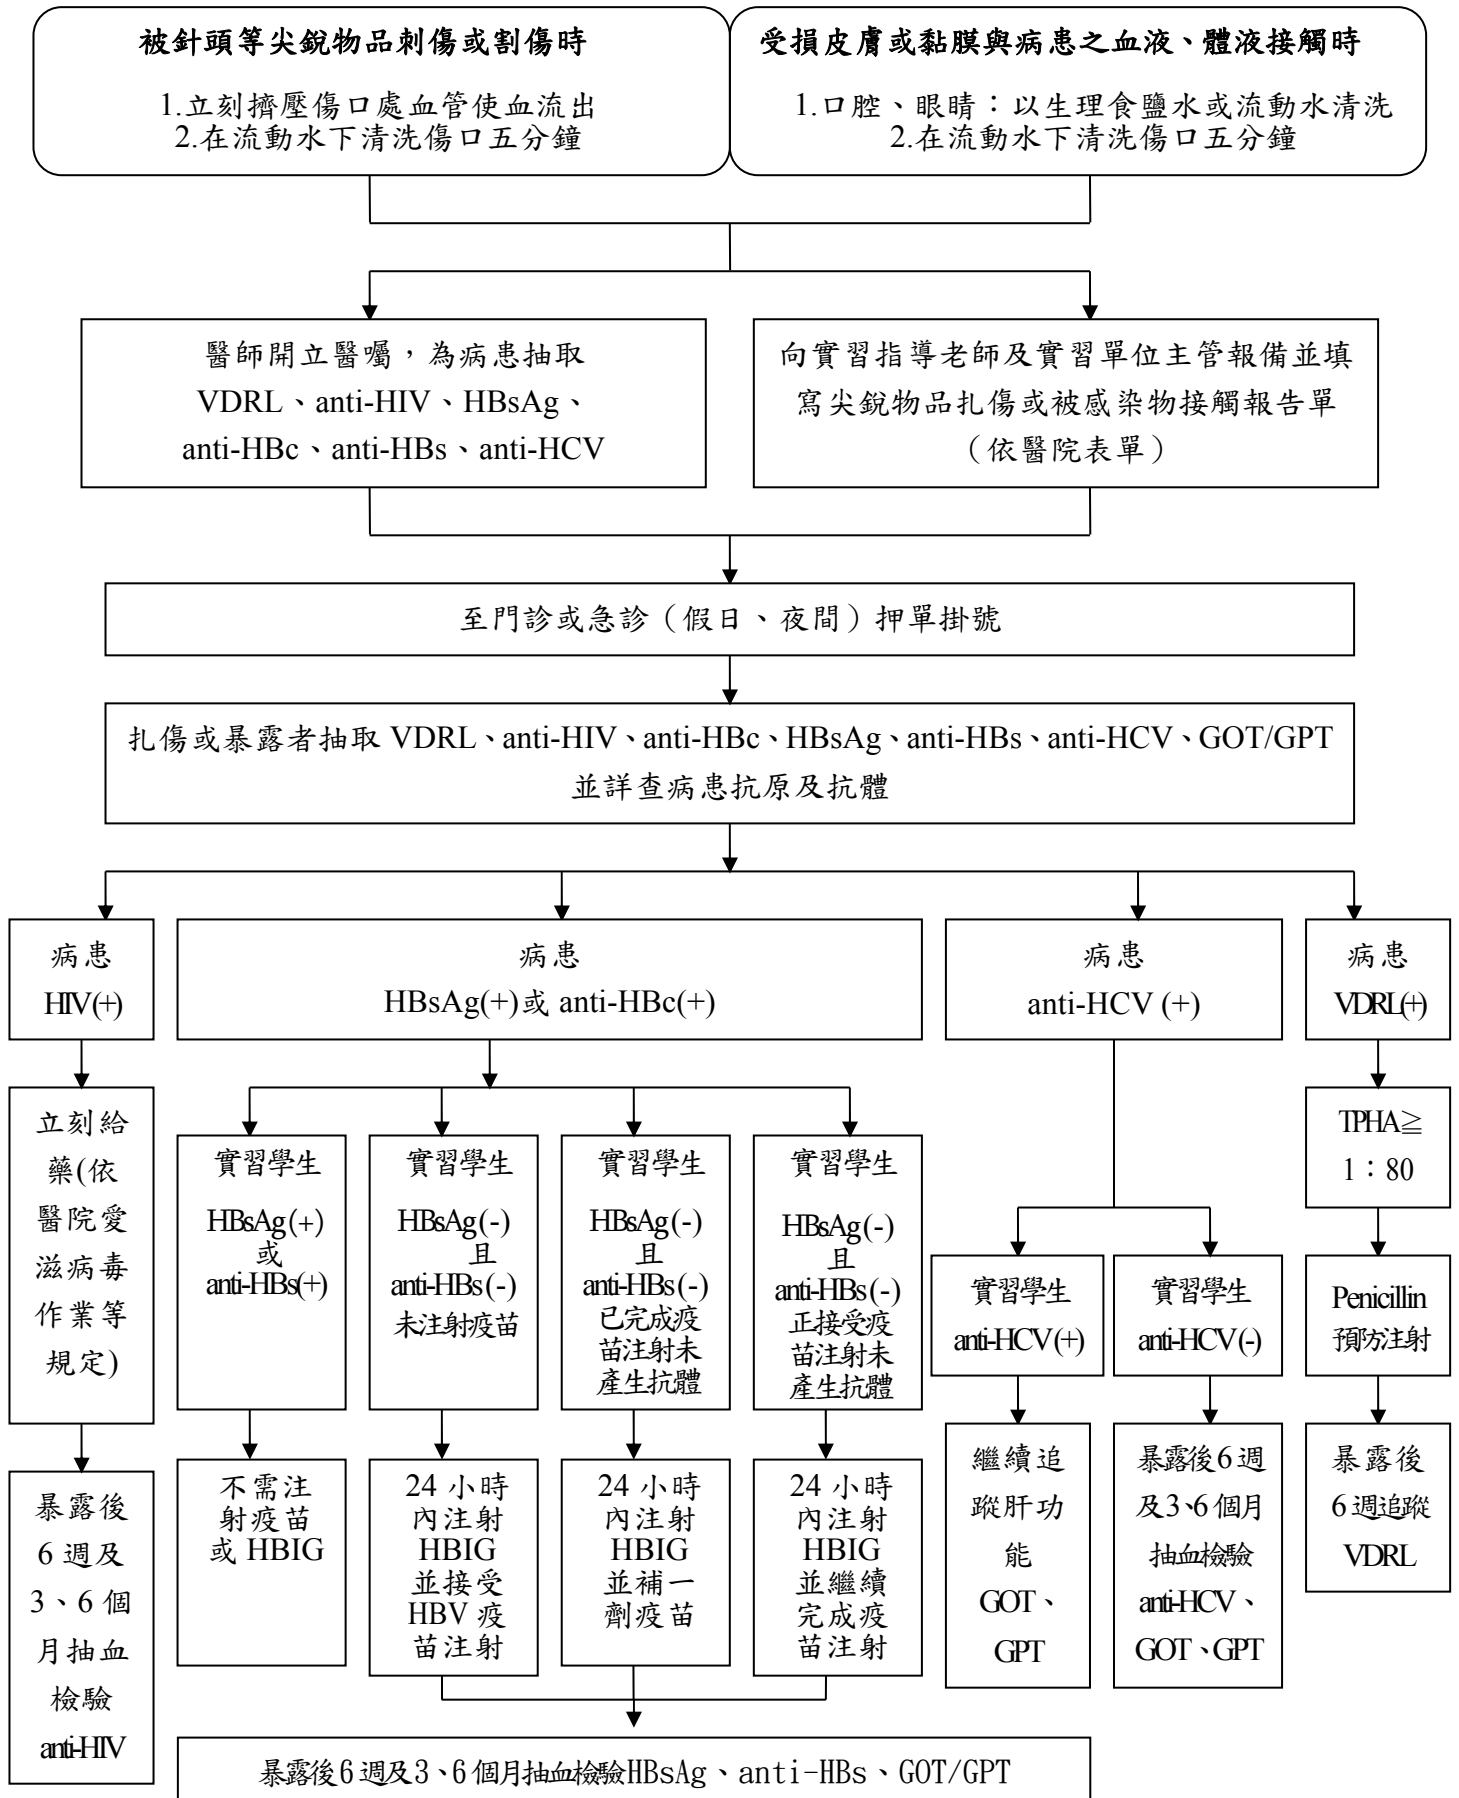 被針頭等尖銳物品刺傷或割傷時
1.立刻擠壓傷口處血管使血流出
2.在流動水下清洗傷口五分鐘
受損皮膚或黏膜與病患之血液、體液接觸時
1.口腔、眼睛：以生理食鹽水或流動水清洗
2.在流動水下清洗傷口五分鐘
醫師開立醫囑，為病患抽取
VDRL、anti-HIV、HBsAg、
anti-HBc、anti-HBs、anti-HCV
向實習指導老師及實習單位主管報備並填
寫尖銳物品扎傷或被感染物接觸報告單
（依醫院表單）
至門診或急診（假日、夜間）押單掛號
扎傷或暴露者抽取 VDRL、anti-HIV、anti-HBc、HBsAg、anti-HBs、anti-HCV、GOT/GPT
並詳查病患抗原及抗體
病患
HIV(+)
立刻給
藥(依
醫院愛
滋病毒
作業等
規定)
暴露後
6 週及
3、6 個
月抽血
檢驗
anti-HIV
病患
HBsAg(+)或 anti-HBc(+)
實習學生
HBsAg(+)
或
anti-HBs(+)
不需注
射疫苗
或 HBIG
實習學生
HBsAg(-)
且
anti-HBs(-)
未注射疫苗
24 小時
內注射
HBIG
並接受
HBV 疫
苗注射
實習學生
HBsAg(-)
且
anti-HBs(-)
已完成疫
苗注射未
產生抗體
24 小時
內注射
HBIG
並補一
劑疫苗
實習學生
HBsAg(-)
且
anti-HBs(-)
正接受疫
苗注射未
產生抗體
24 小時
內注射
HBIG
並繼續
完成疫
苗注射
暴露後6週及3、6個月抽血檢驗HBsAg、anti-HBs、GOT/GPT
病患
anti-HCV (+)
實習學生
anti-HCV(+)
繼續追
蹤肝功
能
GOT、
GPT
實習學生
anti-HCV(-)
暴露後6週
及3、6個月
抽血檢驗
anti-HCV、
GOT、GPT
病患
VDRL(+)
TPHA≧
1：80
Penicillin
預防注射
暴露後
6週追蹤
VDRL